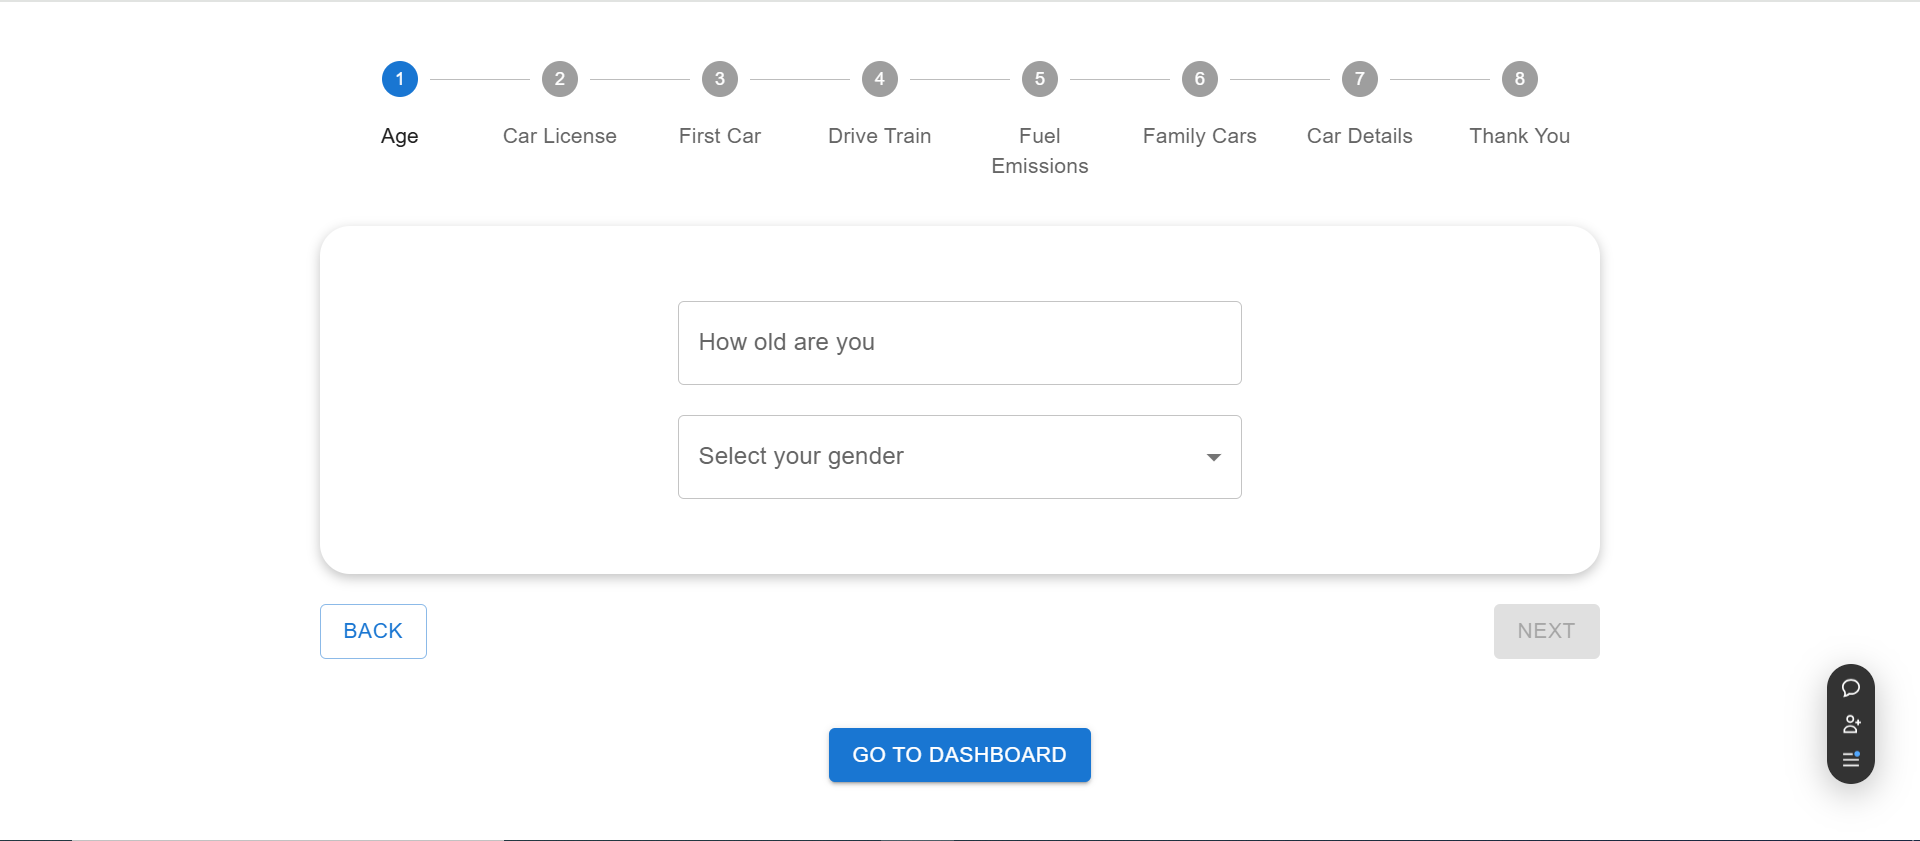 1 2 3 4 5 6 7 8
Age Car License First Car Drive Train Fuel Emissions Family Cars Car Details Thank You
How old are you
Select your gender
BACK
NEXT
GO TO DASHBOARD